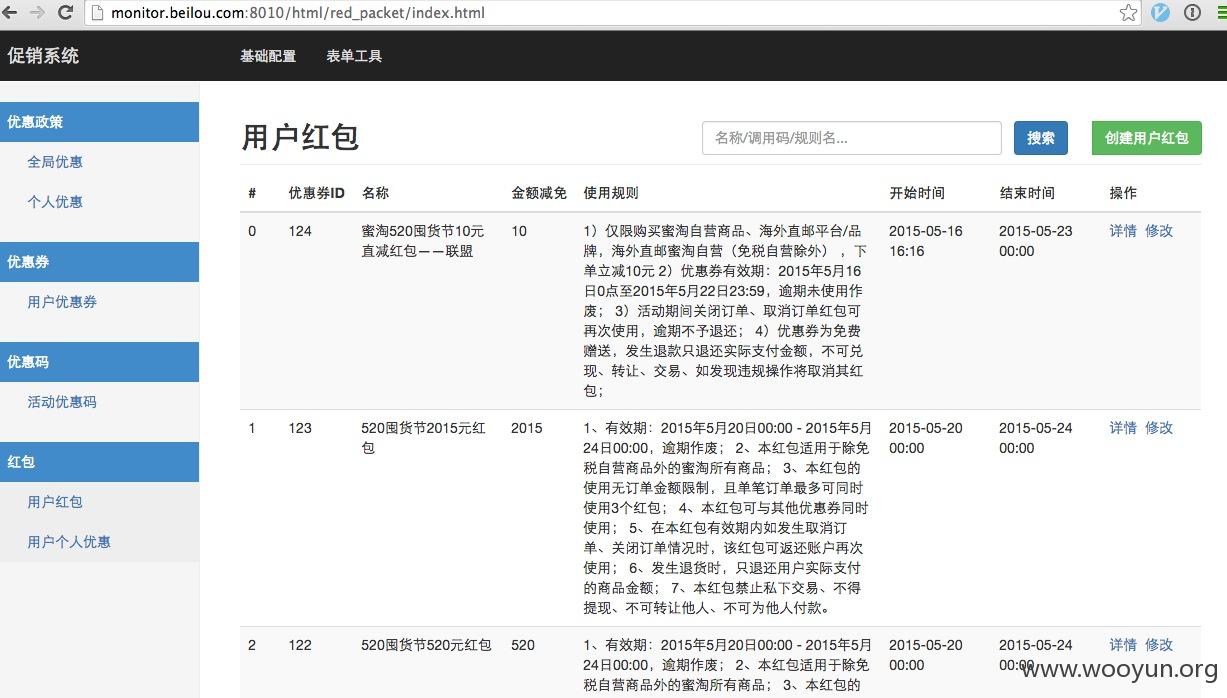 monitor.beilou.com:8010/html/red_packet/index.html
促销系统
基础配置
表单工具
优惠政策
全局优惠
个人优惠
优惠券
用户优惠券
优惠码
活动优惠码
红包
用户红包
用户个人优惠
用户红包
名称/调用码/规则名...
搜索
创建用户红包
# 优惠券ID 名称 金额减免 使用规则 开始时间 结束时间 操作
0
124
蜜淘520囤货节10元
直减红包——联盟
10
1）仅限购买蜜淘自营商品、海外直邮平台/品
牌，海外直邮蜜淘自营（免税自营除外），下
单立减10元 2）优惠券有效期：2015年5月16
日0点至2015年5月22日23:59，逾期未使用作
废； 3）活动期间关闭订单、取消订单红包可
再次使用，逾期不予退还； 4）优惠券为免费
赠送，发生退款只退还实际支付金额，不可兑
现、转让、交易、如发现违规操作将取消其红
包；
2015-05-16
16:16
2015-05-23
00:00
详情 修改
1
123
520囤货节2015元红
包
2015
1、有效期：2015年5月20日00:00 - 2015年5月
24日00:00，逾期作废； 2、本红包适用于除免
税自营商品外的蜜淘所有商品； 3、本红包的
使用无订单金额限制，且单笔订单最多可同时
使用3个红包； 4、本红包可与其他优惠券同时
使用； 5、在本红包有效期内如发生取消订
单、关闭订单情况时，该红包可返还账户再次
使用； 6、发生退货时，只退还用户实际支付
的商品金额； 7、本红包禁止私下交易、不得
提现、不可转让他人、不可为他人付款。
2015-05-20
00:00
2015-05-24
00:00
详情 修改
2
122
520囤货节520元红包
520
1、有效期：2015年5月20日00:00 - 2015年5月
24日00:00，逾期作废； 2、本红包适用于除免
税自营商品外的蜜淘所有商品； 3、本红包的
2015-05-20
00:00
2015-05-24
00:00
详情 修改
www.wooyun.org